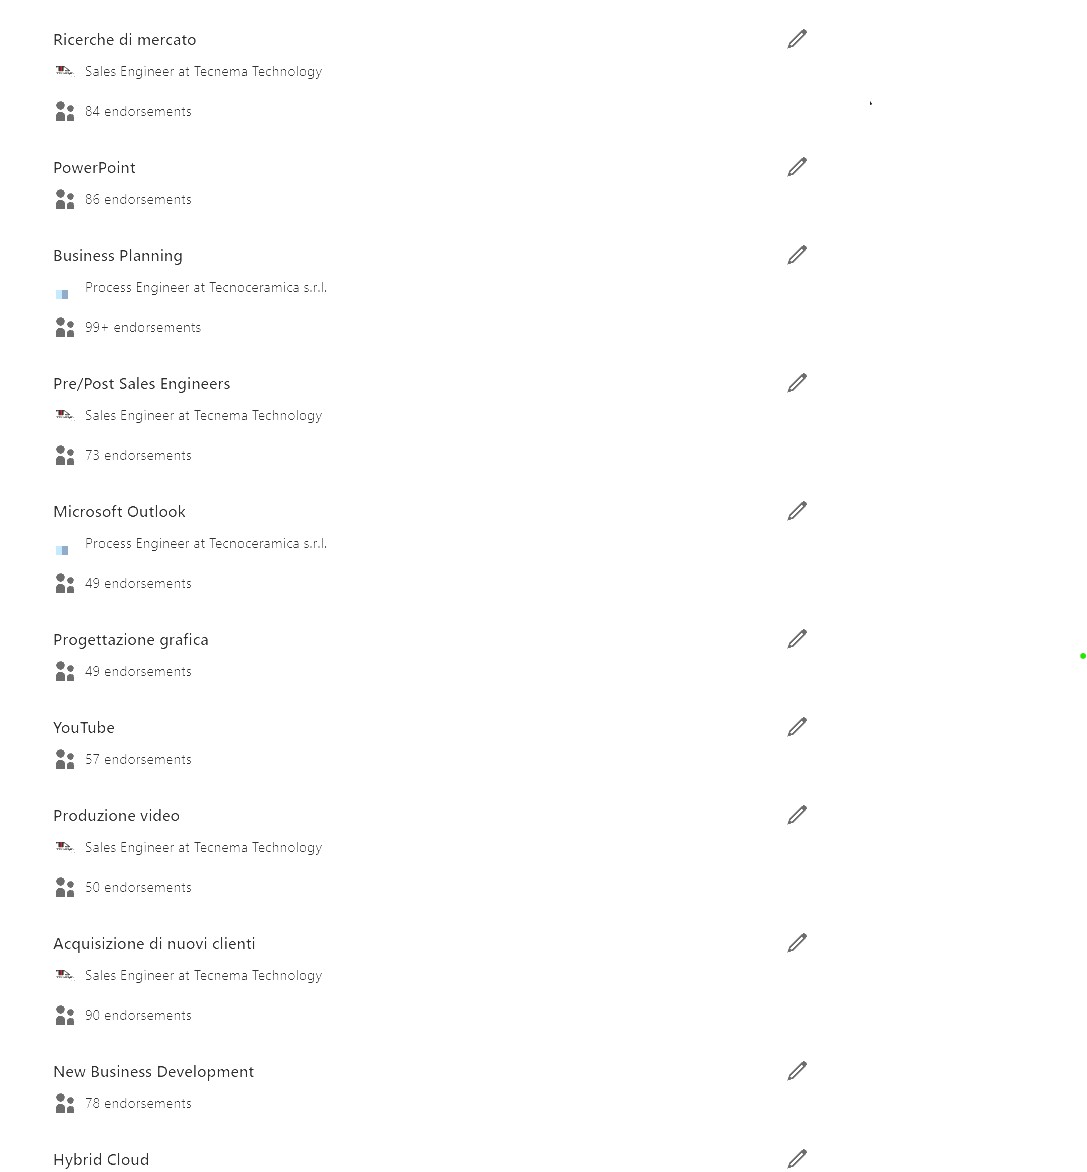 Ricerche di mercato
Sales Engineer at Tecnema Technology
84 endorsements
PowerPoint
86 endorsements
Business Planning
Process Engineer at Tecnoceramica s.r.l.
99+ endorsements
Pre/Post Sales Engineers
Sales Engineer at Tecnema Technology
73 endorsements
Microsoft Outlook
Process Engineer at Tecnoceramica s.r.l.
49 endorsements
Progettazione grafica
49 endorsements
YouTube
57 endorsements
Produzione video
Sales Engineer at Tecnema Technology
50 endorsements
Acquisizione di nuovi clienti
Sales Engineer at Tecnema Technology
90 endorsements
New Business Development
78 endorsements
Hybrid Cloud